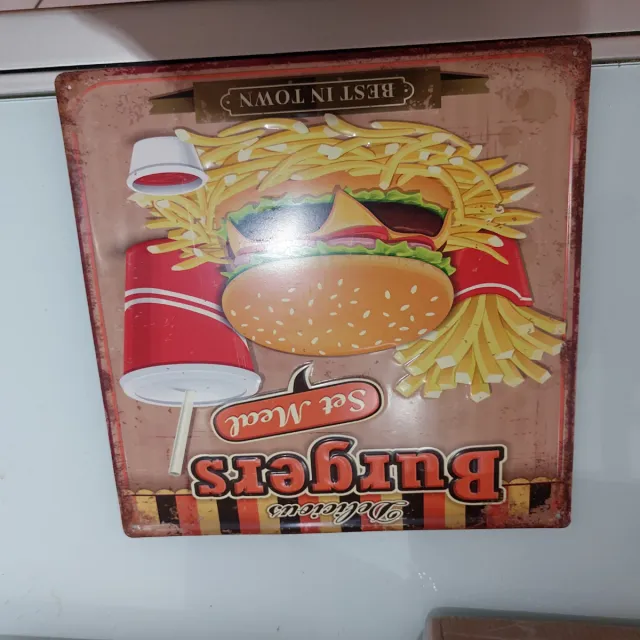 Delicious
Burgers
Set Meal
BEST IN TOWN